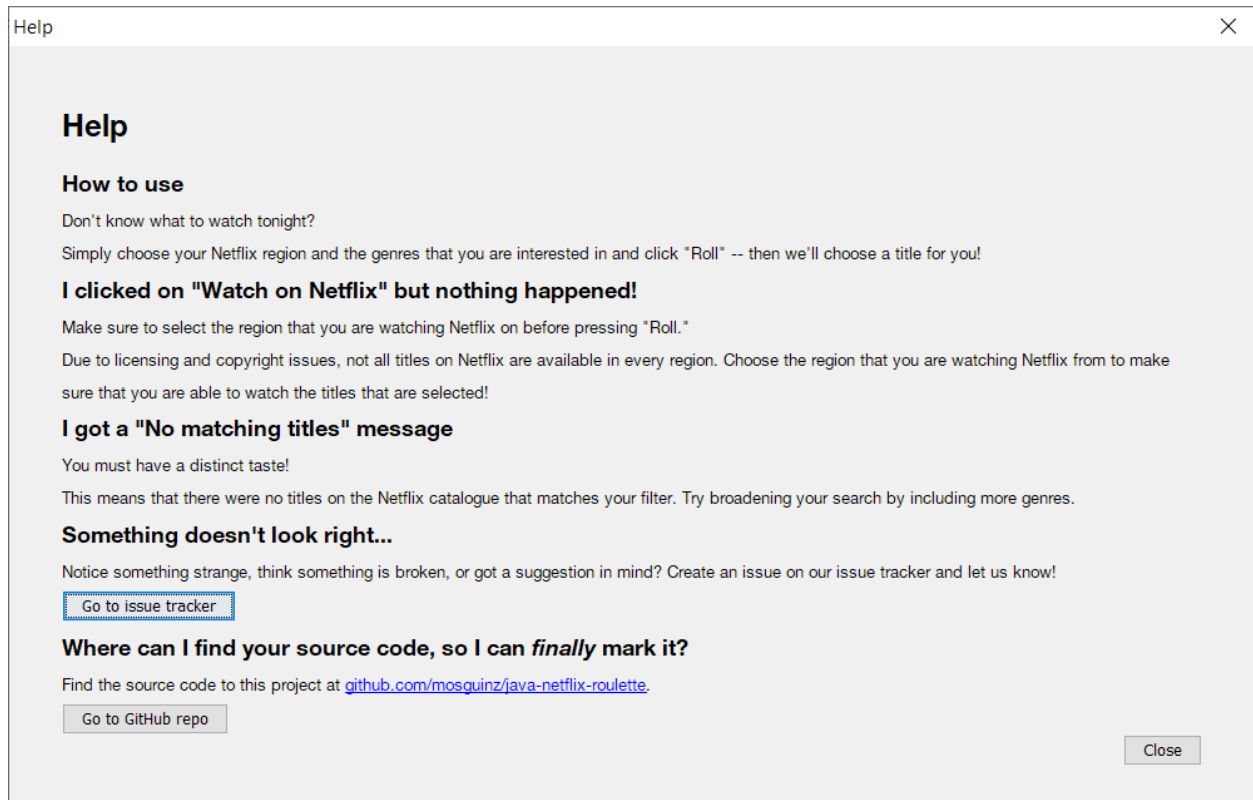 Help
Help
How to use
Don't know what to watch tonight?
Simply choose your Netflix region and the genres that you are interested in and click "Roll" -- then we'll choose a title for you!
I clicked on "Watch on Netflix" but nothing happened!
Make sure to select the region that you are watching Netflix on before pressing "Roll."
Due to licensing and copyright issues, not all titles on Netflix are available in every region. Choose the region that you are watching Netflix from to make
sure that you are able to watch the titles that are selected!
I got a "No matching titles" message
You must have a distinct taste!
This means that there were no titles on the Netflix catalogue that matches your filter. Try broadening your search by including more genres.
Something doesn't look right...
Notice something strange, think something is broken, or got a suggestion in mind? Create an issue on our issue tracker and let us know!
Go to issue tracker
Where can I find your source code, so I can finally mark it?
Find the source code to this project at github.com/mosguinz/java-netflix-roulette.
Go to GitHub repo
Close